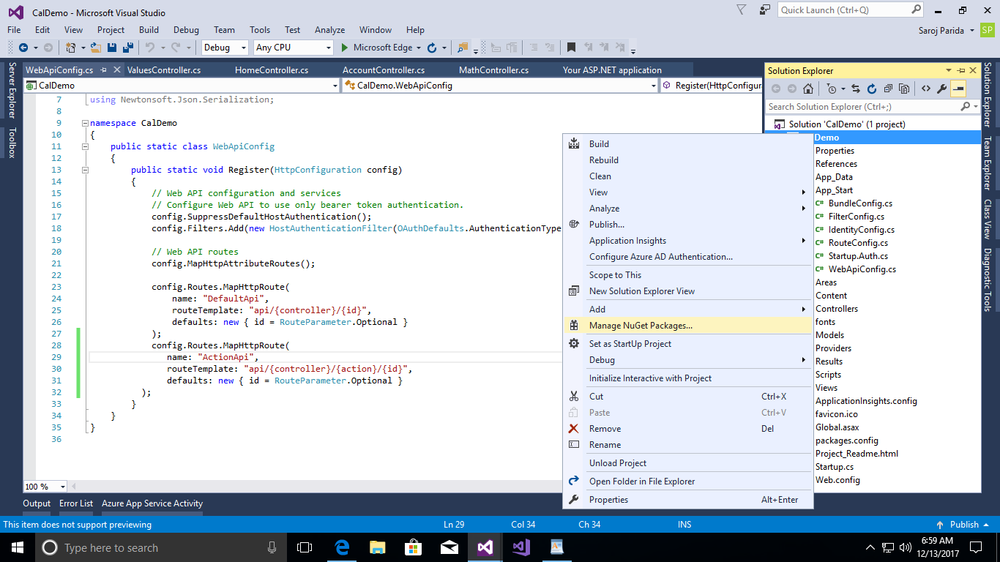 CalDemo - Microsoft Visual Studio
Quick Launch (Ctrl+Q)
File Edit View Project Build Debug Team Tools Test Analyze Window Help
Saroj Parida SP
Debug Any CPU Microsoft Edge
Server Explorer
Toolbox
WebApiConfig.cs ValuesController.cs HomeController.cs AccountController.cs MathController.cs Your ASP.NET application
CalDemo CalDemo.WebApiConfig Register(HttpConfigura
7 using Newtonsoft.Json.Serialization;
8
9 namespace CalDemo
10 {
11 public static class WebApiConfig
12 {
13 public static void Register(HttpConfiguration config)
14 {
15 // Web API configuration and services
16 // Configure Web API to use only bearer token authentication.
17 config.SuppressDefaultHostAuthentication();
18 config.Filters.Add(new HostAuthenticationFilter(OAuthDefaults.AuthenticationType
19
20 // Web API routes
21 config.MapHttpAttributeRoutes();
22
23 config.Routes.MapHttpRoute(
24 name: "DefaultApi",
25 routeTemplate: "api/{controller}/{id}",
26 defaults: new { id = RouteParameter.Optional }
27 );
28 config.Routes.MapHttpRoute(
29 name: "ActionApi",
30 routeTemplate: "api/{controller}/{action}/{id}",
31 defaults: new { id = RouteParameter.Optional }
32 );
33 }
34 }
35 }
36
100 %
Build
Rebuild
Clean
View
Analyze
Publish...
Application Insights
Configure Azure AD Authentication...
Scope to This
New Solution Explorer View
Add
Manage NuGet Packages...
Set as StartUp Project
Debug
Initialize Interactive with Project
Cut Ctrl+X
Paste Ctrl+V
Remove Del
Rename
Unload Project
Open Folder in File Explorer
Properties Alt+Enter
Solution Explorer
Search Solution Explorer (Ctrl+;)
Solution 'CalDemo' (1 project)
Demo
Properties
References
App_Data
App_Start
C# BundleConfig.cs
C# FilterConfig.cs
C# IdentityConfig.cs
C# RouteConfig.cs
C# Startup.Auth.cs
C# WebApiConfig.cs
Areas
Content
Controllers
fonts
Models
Providers
Results
Scripts
Views
ApplicationInsights.config
favicon.ico
Global.asax
packages.config
Project_Readme.html
Startup.cs
Web.config
Solution Explorer
Team Explorer
Class View
Diagnostic Tools
Output Error List Azure App Service Activity
This item does not support previewing Ln 29 Col 34 Ch 34 INS Publish
Type here to search
6:59 AM
12/13/2017